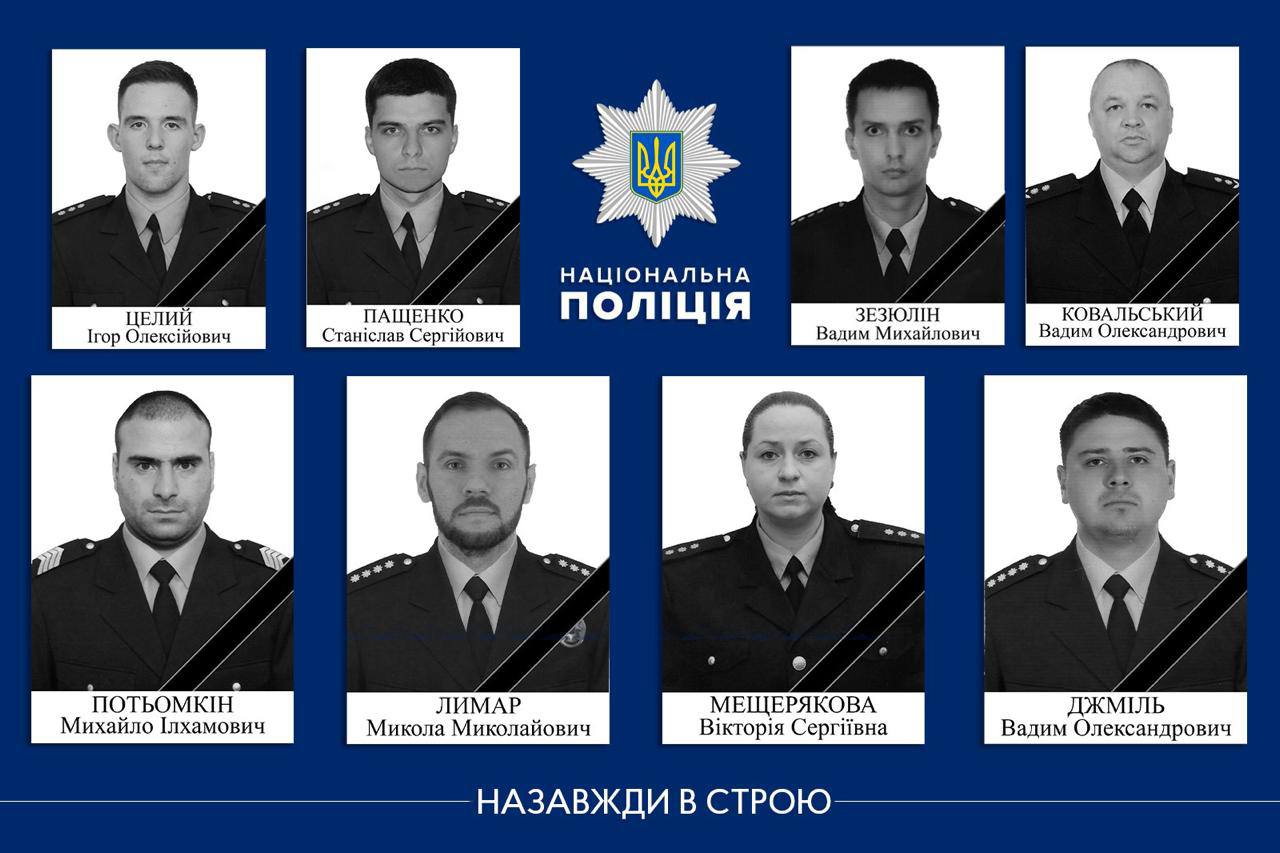 ЦЕЛИЙ
Ігор Олексійович
ПАЩЕНКО
Станіслав Сергійович
НАЦІОНАЛЬНА
ПОЛІЦІЯ
ЗЕЗЮЛІН
Вадим Михайлович
КОВАЛЬСЬКИЙ
Вадим Олександрович
ПОТЬОМКІН
Михайло Ілхамович
ЛИМАР
Микола Миколайович
МЕЩЕРЯКОВА
Вікторія Сергіївна
ДЖМІЛЬ
Вадим Олександрович
НАЗАВЖДИ В СТРОЮ